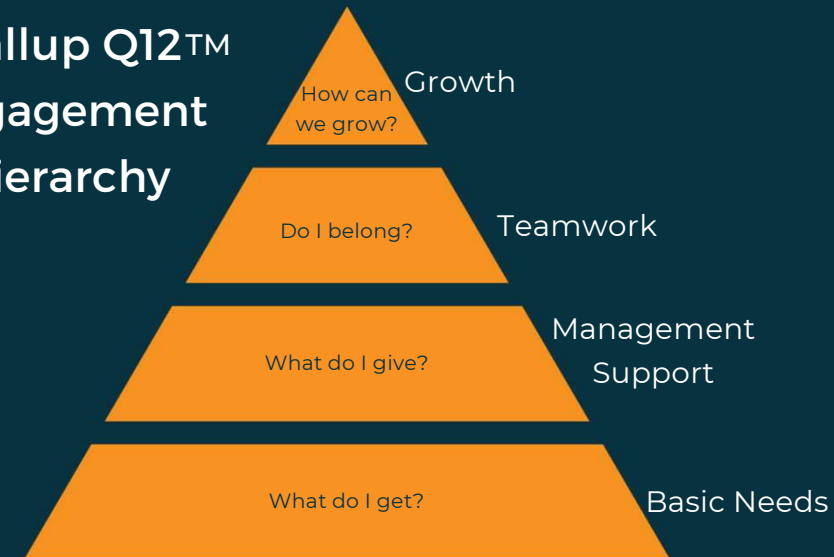 allup Q12™
gagement
ierarchy
How can
we grow?
Growth
Do I belong?
Teamwork
What do I give?
Management
Support
What do I get?
Basic Needs